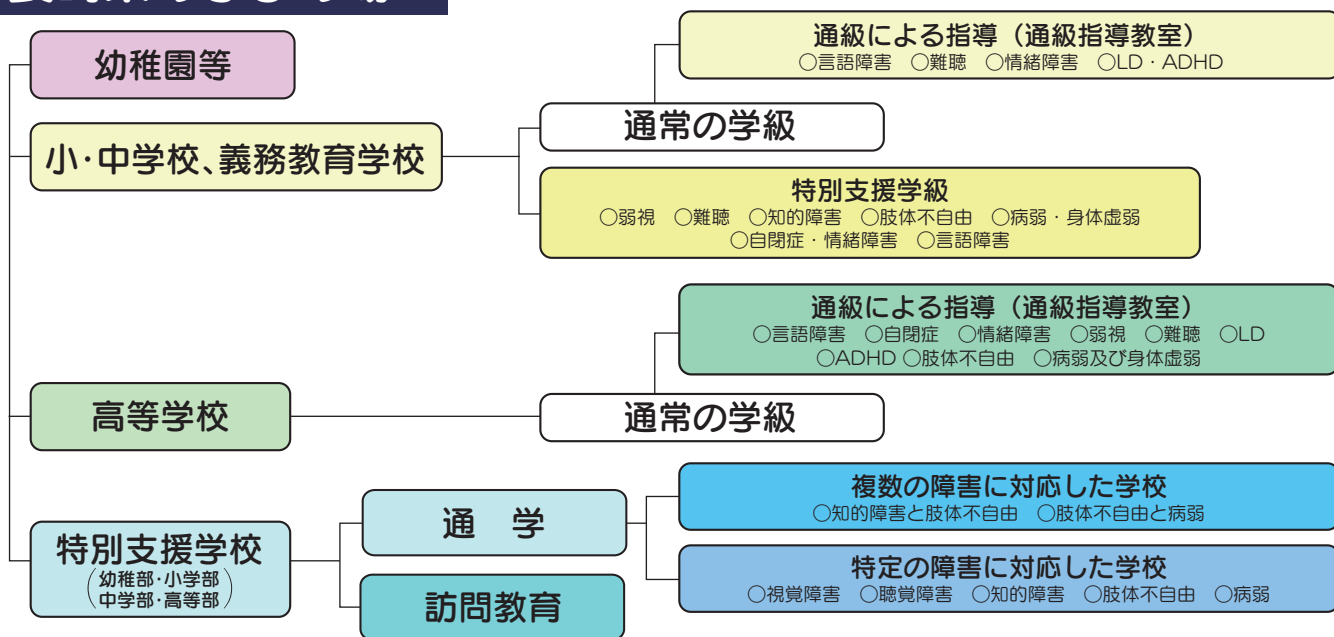 幼稚園等
小・中学校、義務教育学校
通級による指導（通級指導教室）
○言語障害 ○難聴 ○情緒障害 ○LD・ADHD
通常の学級
特別支援学級
○弱視 ○難聴 ○知的障害 ○肢体不自由 ○病弱・身体虚弱
○自閉症・情緒障害 ○言語障害
高等学校
通級による指導（通級指導教室）
○言語障害 ○自閉症 ○情緒障害 ○弱視 ○難聴 ○LD
○ADHD ○肢体不自由 ○病弱及び身体虚弱
通常の学級
特別支援学校
（幼稚部・小学部
中学部・高等部）
通 学
訪問教育
複数の障害に対応した学校
○知的障害と肢体不自由 ○肢体不自由と病弱
特定の障害に対応した学校
○視覚障害 ○聴覚障害 ○知的障害 ○肢体不自由 ○病弱